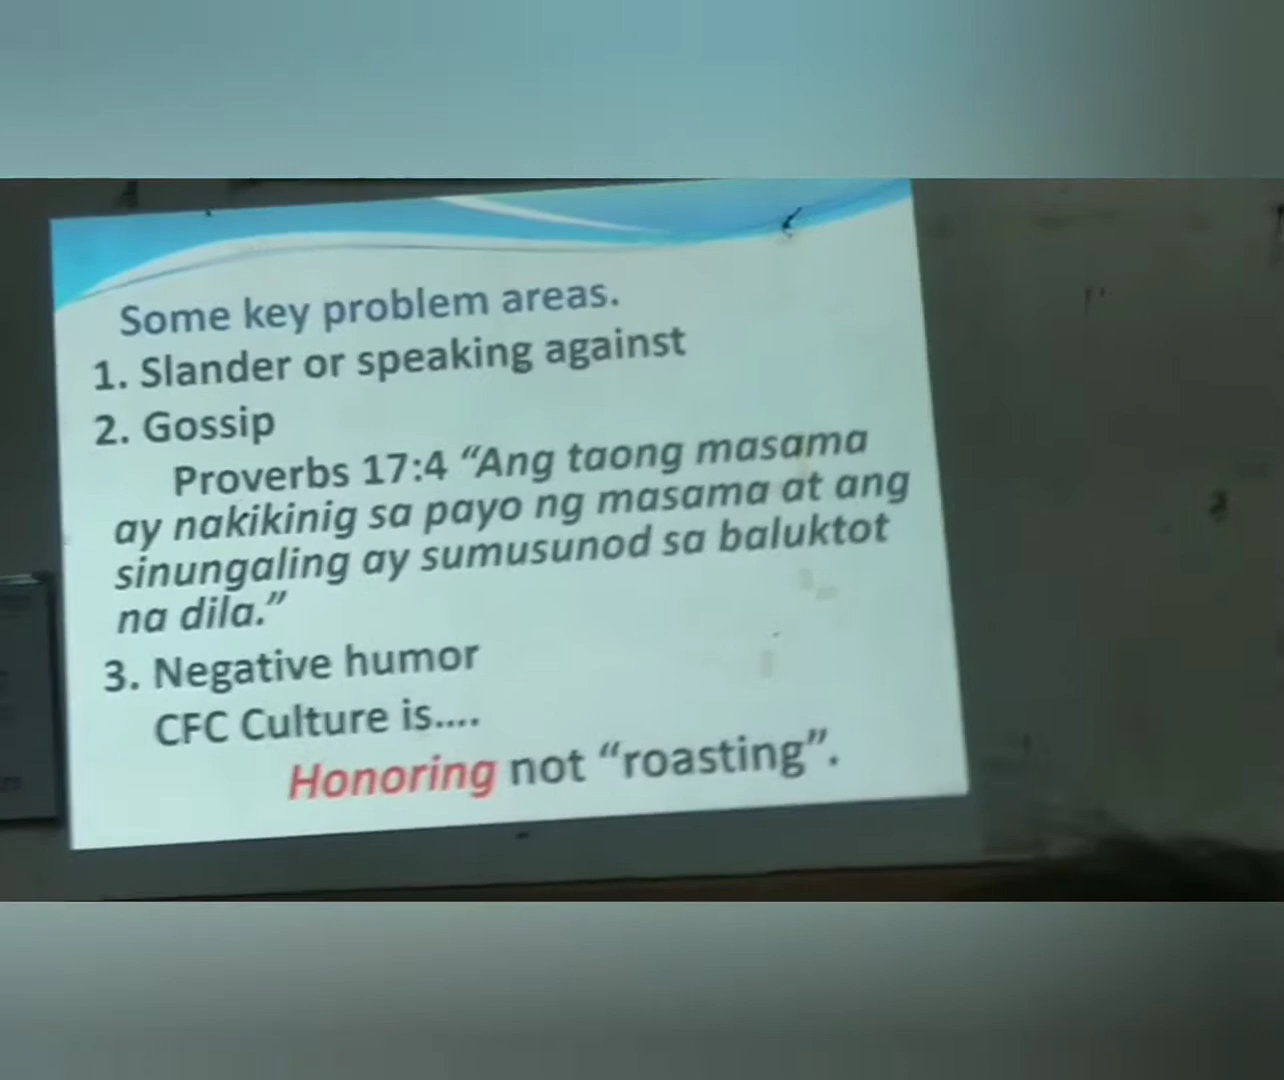 Some key problem areas.
1. Slander or speaking against
2. Gossip
Proverbs 17:4 “Ang taong masama
ay nakikinig sa payo ng masama at ang
sinungaling ay sumusunod sa baluktot
na dila.”
3. Negative humor
CFC Culture is....
Honoring not “roasting”.